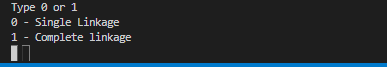 Type 0 or 1
0 - Single Linkage
1 - Complete linkage